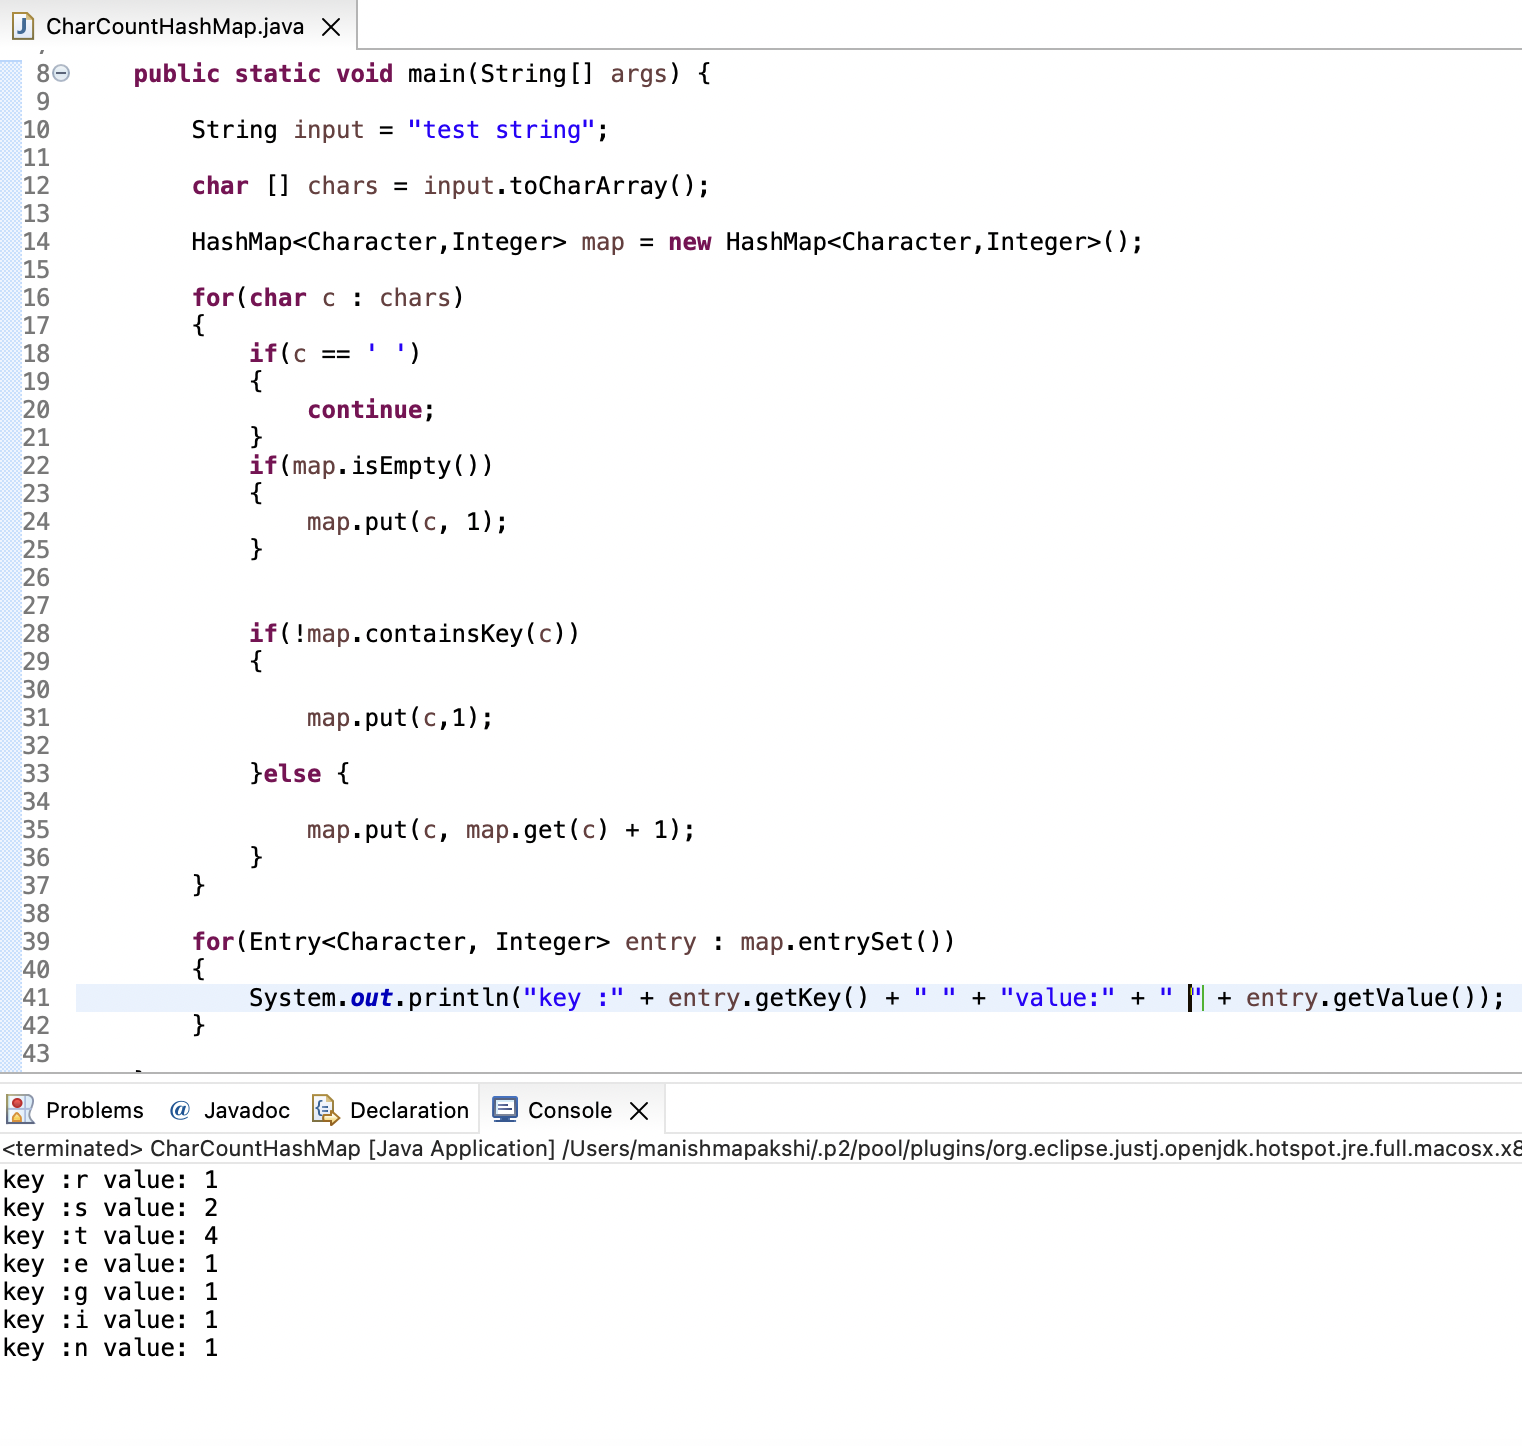 CharCountHashMap.java
8 public static void main(String[] args) {
9
10 String input = "test string";
11
12 char [] chars = input.toCharArray();
13
14 HashMap<Character,Integer> map = new HashMap<Character,Integer>();
15
16 for(char c : chars)
17 {
18 if(c == ' ')
19 {
20 continue;
21 }
22 if(map.isEmpty())
23 {
24 map.put(c, 1);
25 }
26
27
28 if(!map.containsKey(c))
29 {
30
31 map.put(c,1);
32
33 }else {
34
35 map.put(c, map.get(c) + 1);
36 }
37 }
38
39 for(Entry<Character, Integer> entry : map.entrySet())
40 {
41 System.out.println("key :" + entry.getKey() + " " + "value:" + " " + entry.getValue());
42 }
43
Problems @ Javadoc Declaration Console
<terminated> CharCountHashMap [Java Application] /Users/manishmapakshi/.p2/pool/plugins/org.eclipse.justj.openjdk.hotspot.jre.full.macosx.x8
key :r value: 1
key :s value: 2
key :t value: 4
key :e value: 1
key :g value: 1
key :i value: 1
key :n value: 1